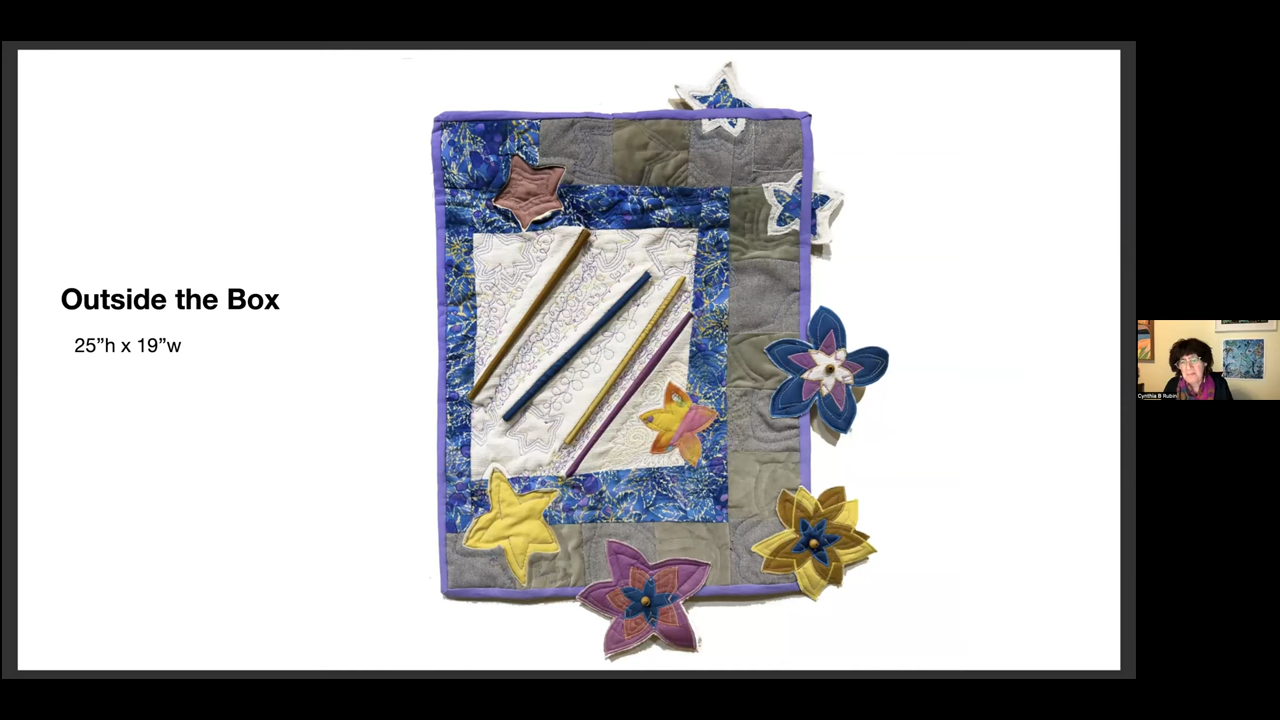 Outside the Box
25”h x 19”w
Cynthia B Rubin